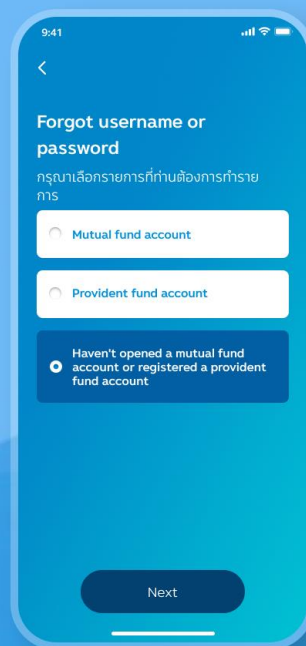 9:41
Forgot username or
password
กรุณาเลือกรายการที่ท่านต้องการทำราย
การ
Mutual fund account
Provident fund account
Haven't opened a mutual fund
account or registered a provident
fund account
Next